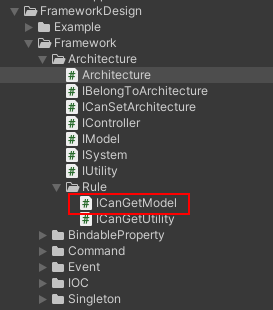 FrameworkDesign
Example
Framework
Architecture
Architecture
IBelongToArchitecture
ICanSetArchitecture
IController
IModel
ISystem
IUtility
Rule
ICanGetModel
ICanGetUtility
BindableProperty
Command
Event
IOC
Singleton